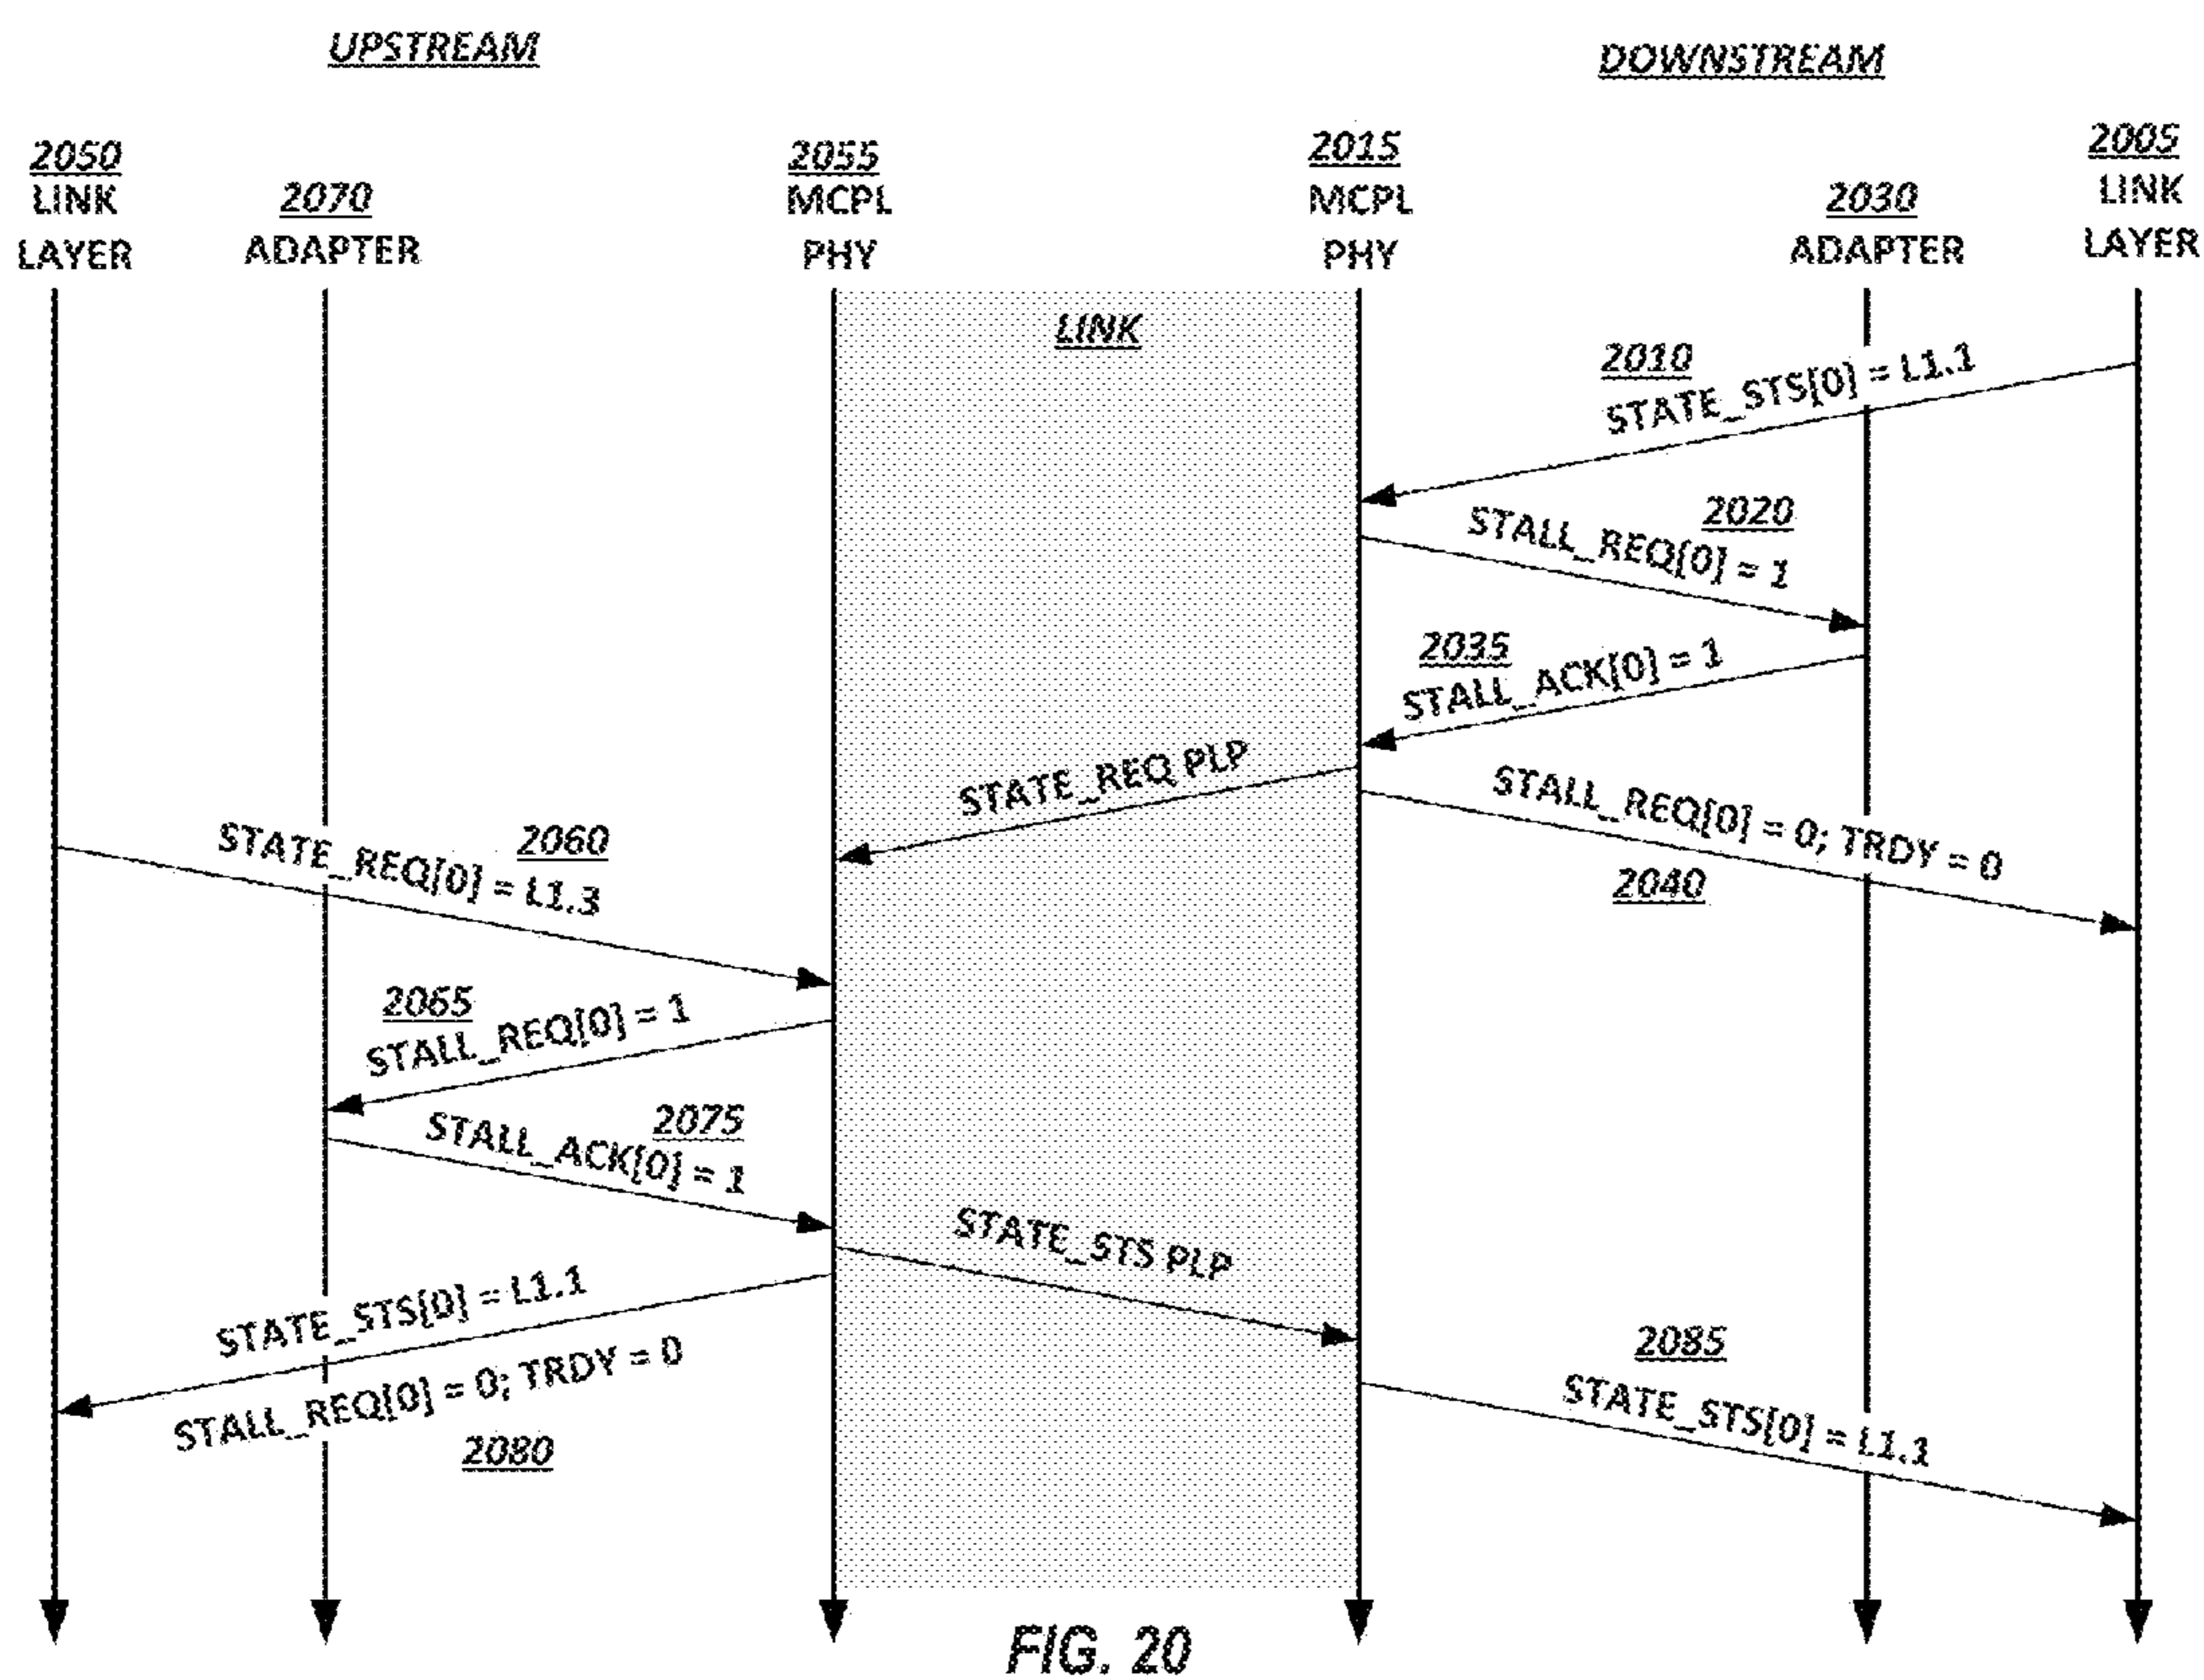 UPSTREAM
DOWNSTREAM
2050
LINK
LAYER
2070
ADAPTER
2055
MCPL
PHY
2015
MCPL
PHY
2030
ADAPTER
2005
LINK
LAYER
LINK
2010
STATE_STS[0] = L1.1
2020
STALL_REQ[0] = 1
2035
STALL_ACK[0] = 1
STATE_REQ PLP
STALL_REQ[0] = 0; TRDY = 0
2040
2060
STATE_REQ[0] = L1.3
2065
STALL_REQ[0] = 1
2075
STALL_ACK[0] = 1
STATE_STS PLP
STATE_STS[0] = L1.1
STALL_REQ[0] = 0; TRDY = 0
2080
2085
STATE_STS[0] = L1.1
FIG. 20